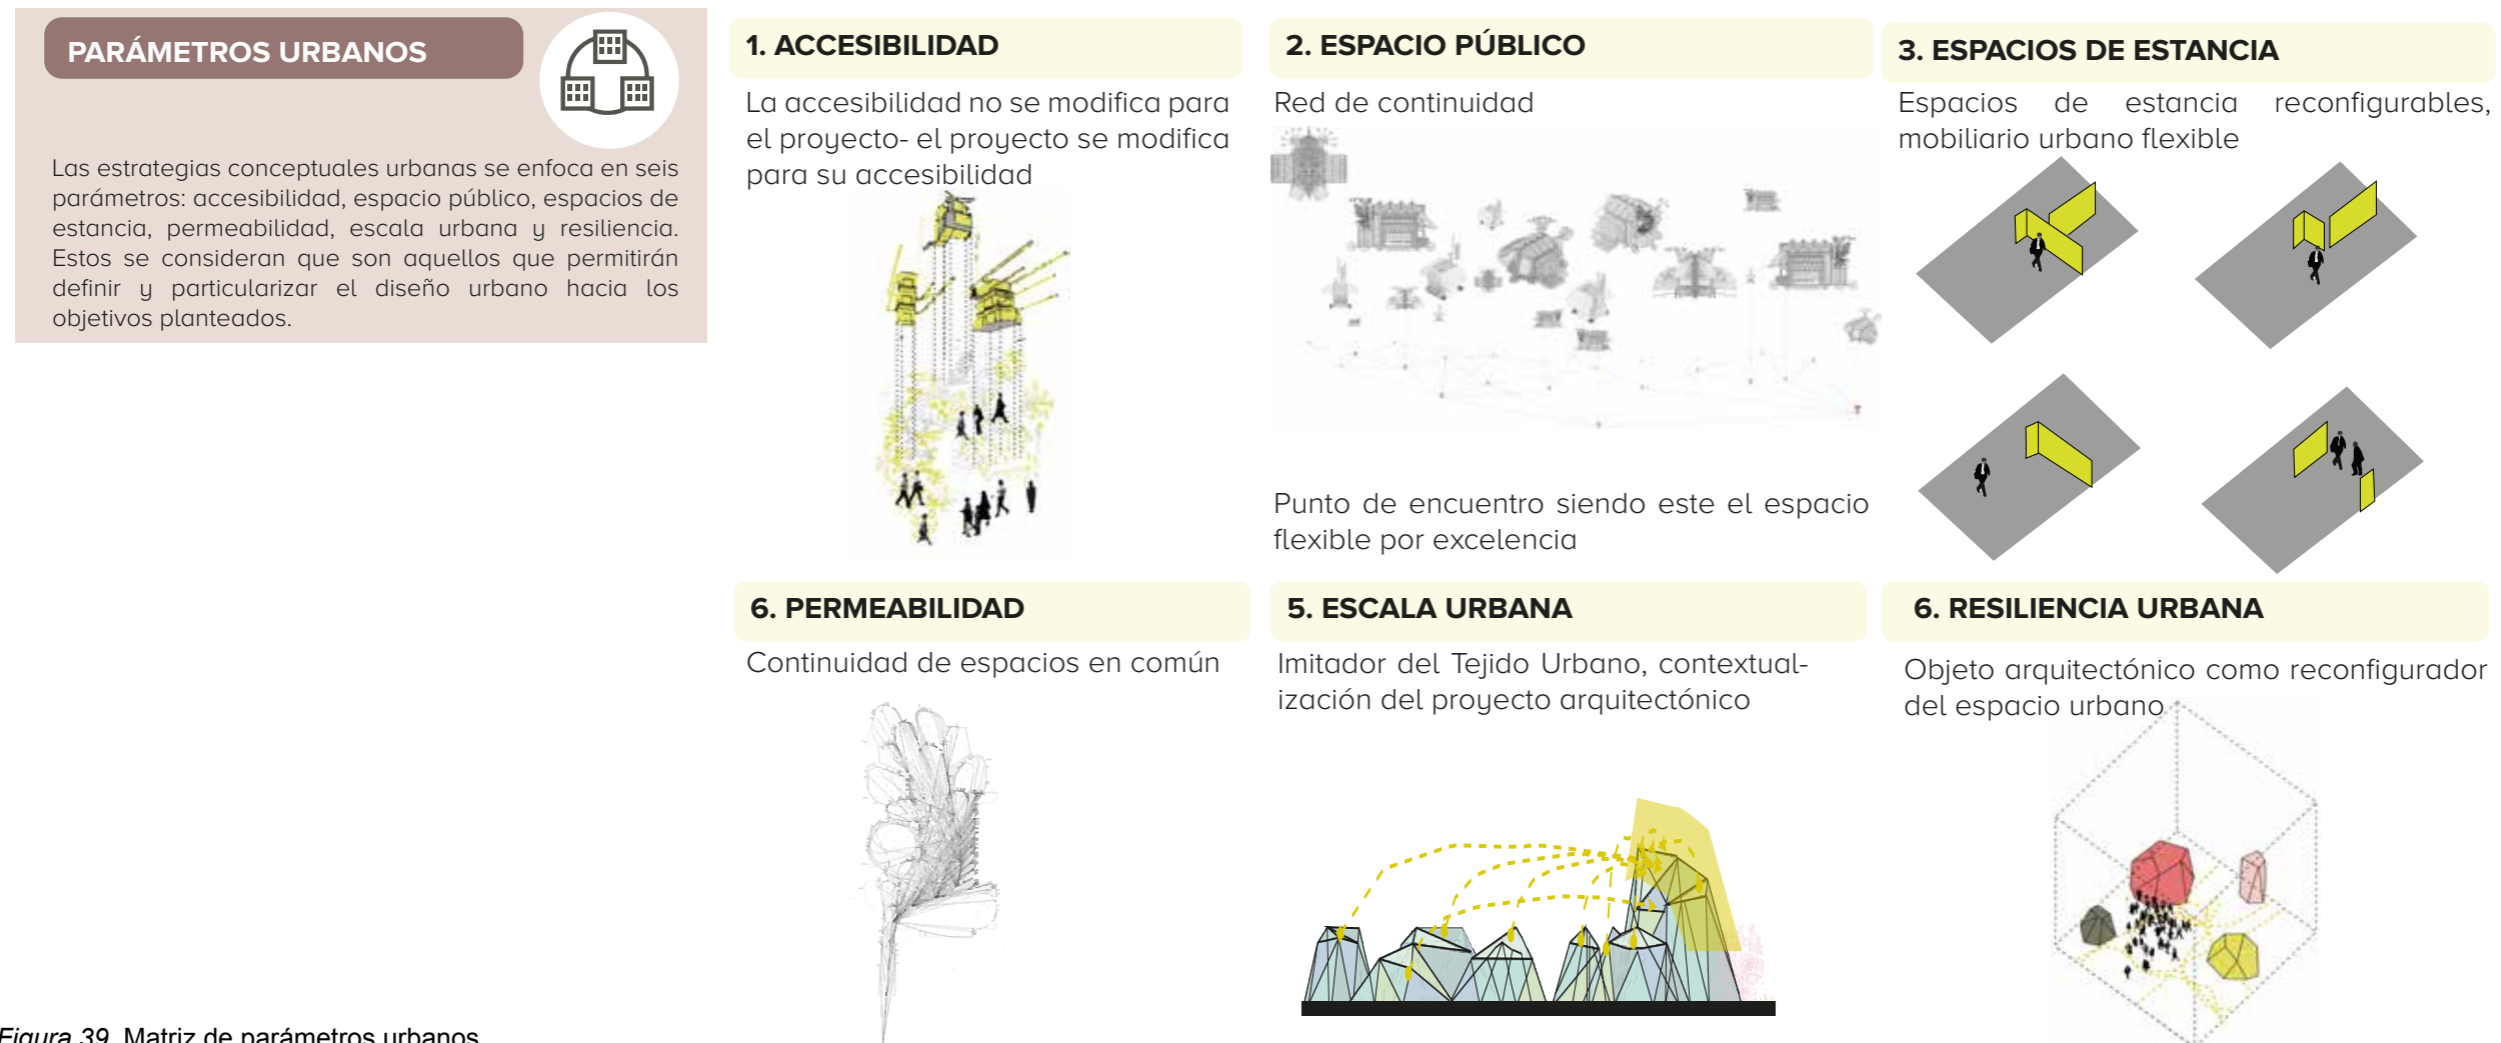 PARÁMETROS URBANOS
Las estrategias conceptuales urbanas se enfoca en seis
parámetros: accesibilidad, espacio público, espacios de
estancia, permeabilidad, escala urbana y resiliencia.
Estos se consideran que son aquellos que permitirán
definir y particularizar el diseño urbano hacia los
objetivos planteados.
1. ACCESIBILIDAD
La accesibilidad no se modifica para
el proyecto- el proyecto se modifica
para su accesibilidad
2. ESPACIO PÚBLICO
Red de continuidad
Punto de encuentro siendo este el espacio
flexible por excelencia
3. ESPACIOS DE ESTANCIA
Espacios de estancia reconfigurables,
mobiliario urbano flexible
6. PERMEABILIDAD
Continuidad de espacios en común
5. ESCALA URBANA
Imitador del Tejido Urbano, contextual-
ización del proyecto arquitectónico
6. RESILIENCIA URBANA
Objeto arquitectónico como reconfigurador
del espacio urbano
Figura 39. Matriz de parámetros urbanos